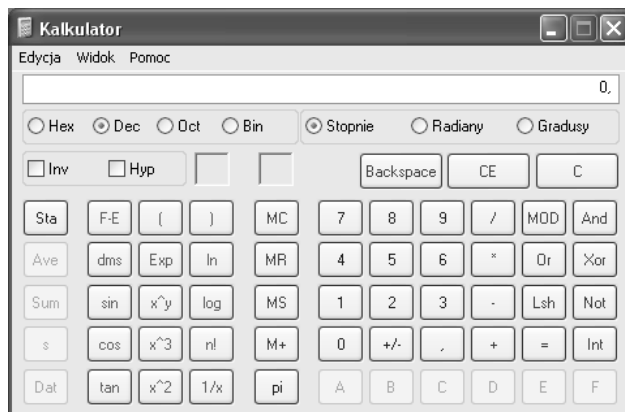 Kalkulator
Edycja Widok Pomoc
0,
Hex Dec Oct Bin Stopnie Radiany Gradusy
Inv Hyp Backspace CE C
Sta F-E ( ) MC 7 8 9 / MOD And
Ave dms Exp ln MR 4 5 6 * Or Xor
Sum sin x^y log MS 1 2 3 - Lsh Not
s cos x^3 n! M+ 0 +/- , + = Int
Dat tan x^2 1/x pi A B C D E F